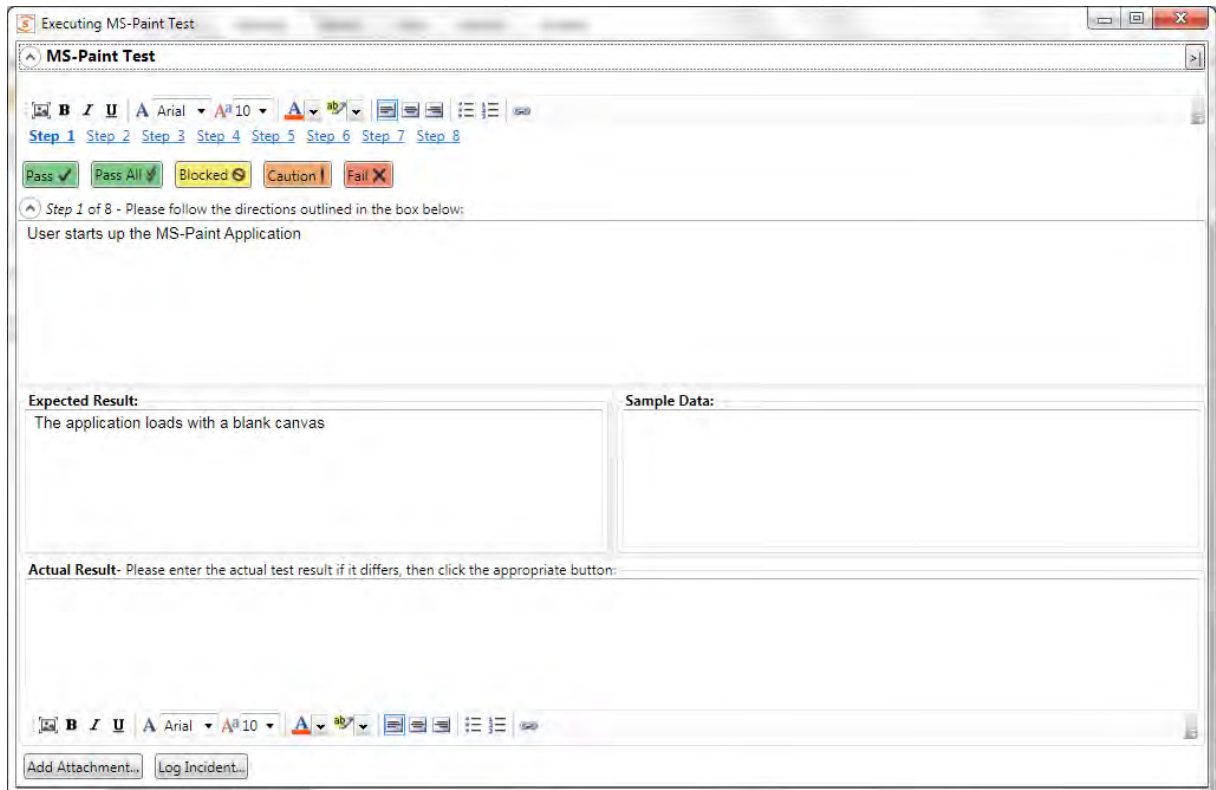 Executing MS-Paint Test
MS-Paint Test
B I U A Arial Aa 10 A ab
Step 1 Step 2 Step 3 Step 4 Step 5 Step 6 Step 7 Step 8
Pass Pass All Blocked Caution Fail
Step 1 of 8 - Please follow the directions outlined in the box below:
User starts up the MS-Paint Application
Expected Result: Sample Data:
The application loads with a blank canvas
Actual Result- Please enter the actual test result if it differs, then click the appropriate button:
B I U A Arial Aa 10 A ab
Add Attachment... Log Incident...